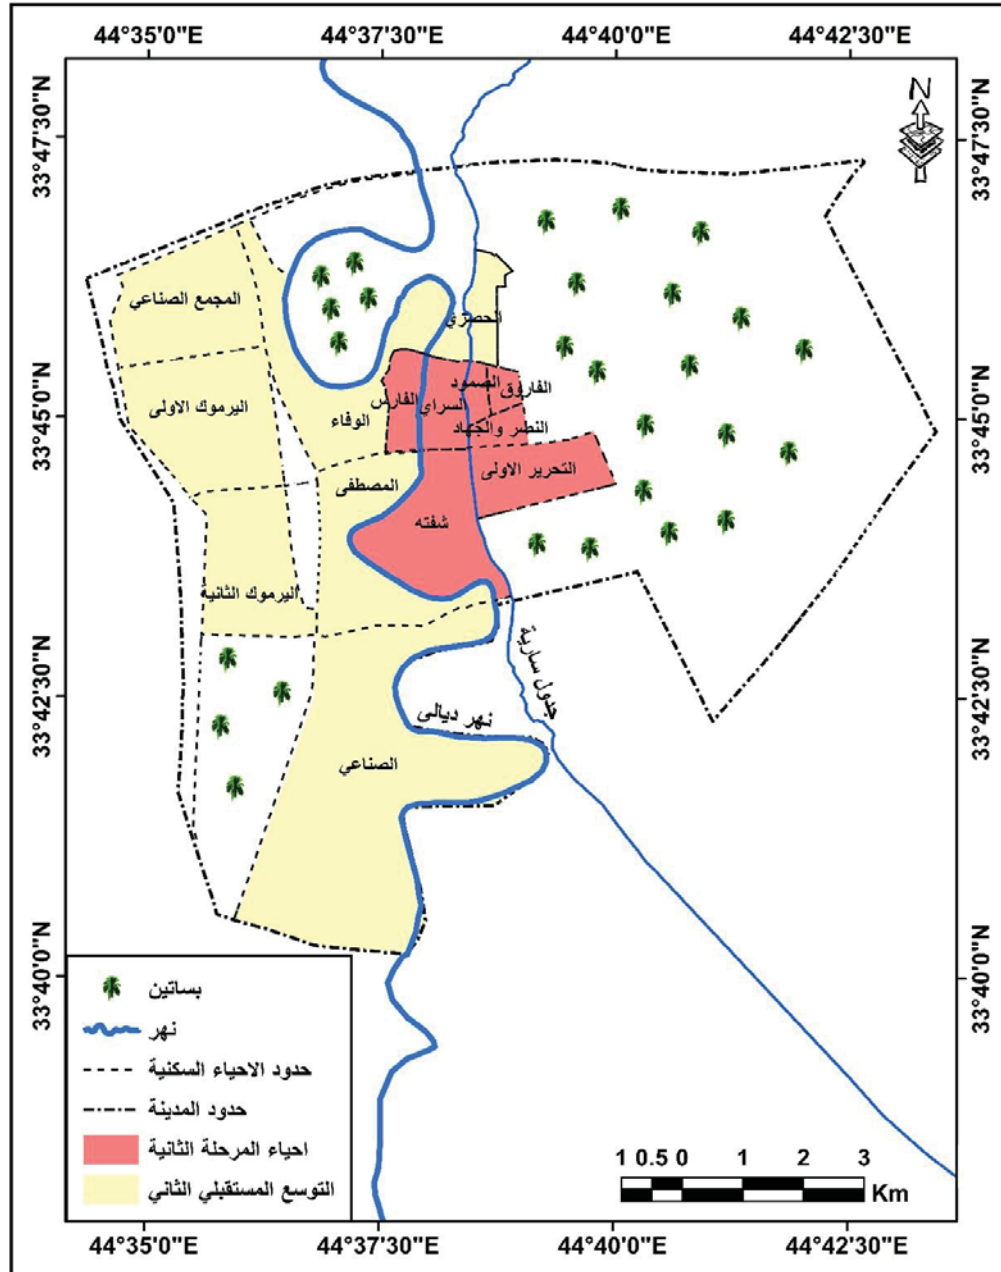 44°35'0"E 44°37'30"E 44°40'0"E 44°42'30"E
33°47'30"N 33°47'30"N
N
المجمع الصناعي
الحصري
اليرموك الاولى
الوفاء
الفارس
السراي
الصمود
الفاروق
النصر والجهاد
33°45'0"N 33°45'0"N
التحرير الاولى
المصطفى
شفته
اليرموك الثانية
جدول سارية
نهر ديالى
33°42'30"N 33°42'30"N
الصناعي
33°40'0"N 33°40'0"N
بساتين
نهر
حدود الاحياء السكنية
حدود المدينة
احياء المرحلة الثانية
التوسع المستقبلي الثاني
1 0.5 0 1 2 3
Km
44°35'0"E 44°37'30"E 44°40'0"E 44°42'30"E